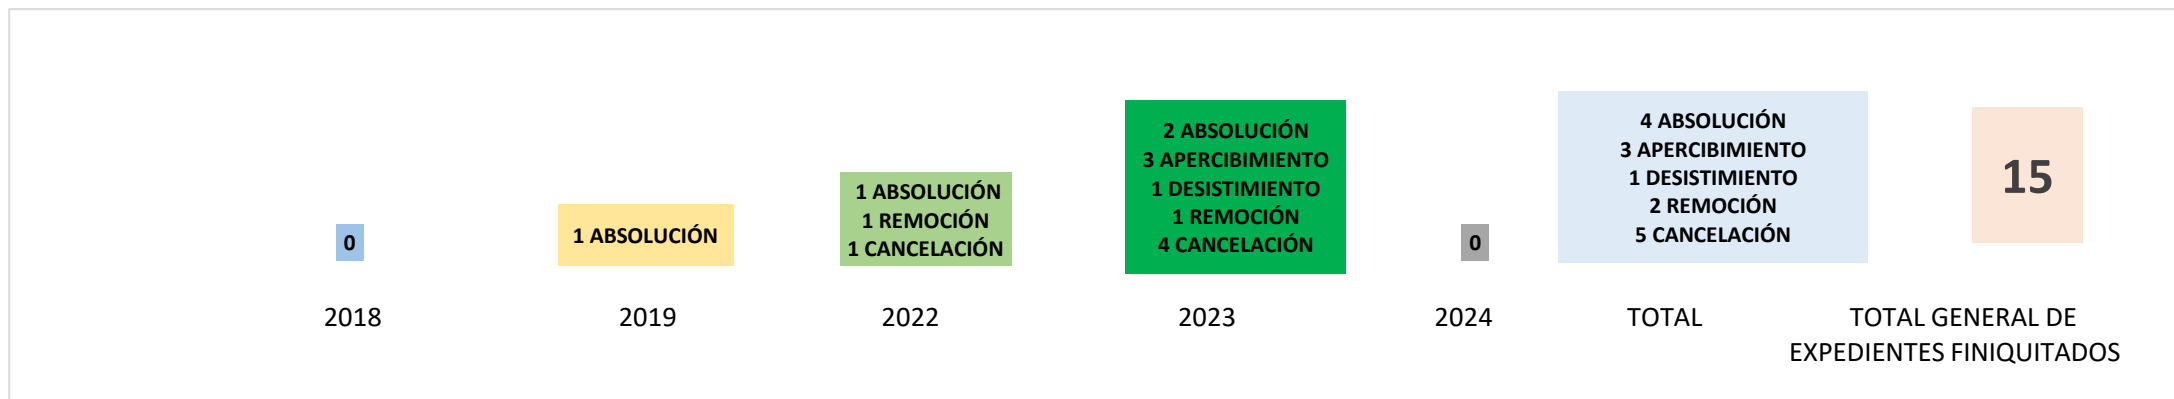 0
1 ABSOLUCIÓN
1 ABSOLUCIÓN
1 REMOCIÓN
1 CANCELACIÓN
2 ABSOLUCIÓN
3 APERCIBIMIENTO
1 DESISTIMIENTO
1 REMOCIÓN
4 CANCELACIÓN
0
4 ABSOLUCIÓN
3 APERCIBIMIENTO
1 DESISTIMIENTO
2 REMOCIÓN
5 CANCELACIÓN
15
2018
2019
2022
2023
2024
TOTAL
TOTAL GENERAL DE
EXPEDIENTES FINIQUITADOS